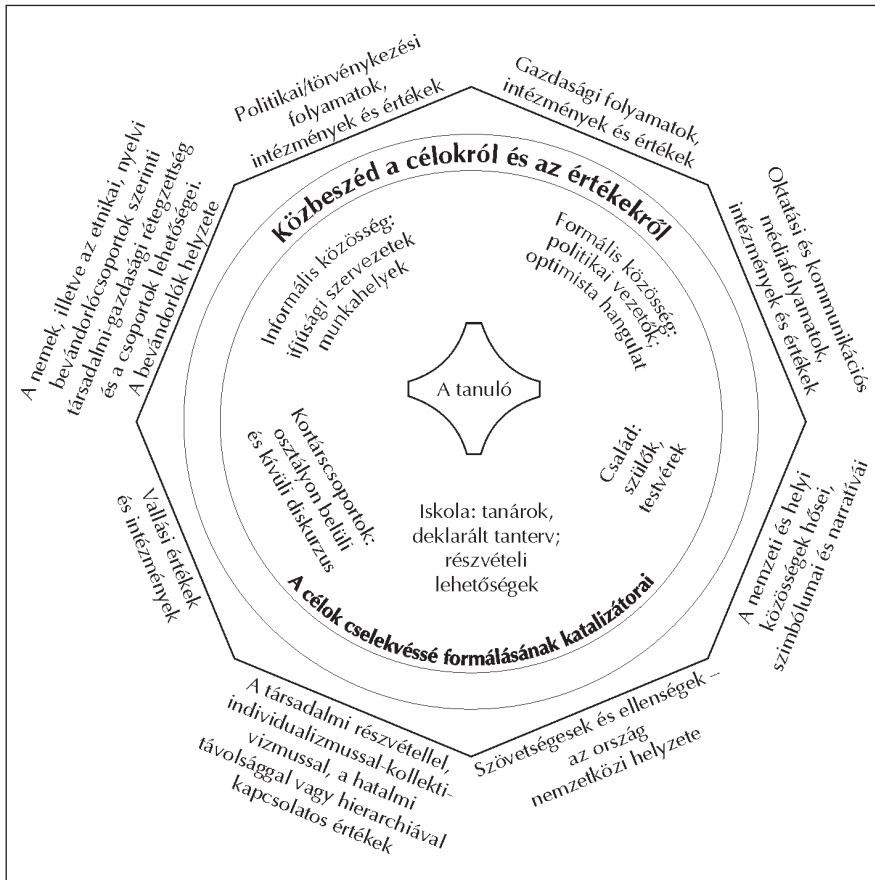 Politikai/törvénykezési
folyamatok,
intézmények és értékek
Gazdasági folyamatok,
intézmények és értékek
Oktatási és kommunikációs
médiafolyamatok,
intézmények és értékek
A nemzeti és helyi
közösségek hősei,
szimbólumai és narratívái
Szövetségesek és ellenségek –
az ország
nemzetközi helyzete
A társadalmi részvétellel,
individualizmussal-kollekti-
vizmussal, a hatalmi
távolsággal vagy hierarchiával
kapcsolatos értékek
Vallási értékek
és intézmények
A nemek, illetve az etnikai, nyelvi
bevándorlócsoportok szerinti
társadalmi-gazdasági rétegzettség
és a csoportok lehetőségei.
A bevándorlók helyzete
Közbeszéd a célokról és az értékekről
Informális közösség:
ifjúsági szervezetek
munkahelyek
Formális közösség:
politikai vezetők;
optimista hangulat
A tanuló
Kortárscsoportok:
osztályon belüli
és kívüli diskurzus
Iskola: tanárok,
deklarált tanterv;
részvételi
lehetőségek
Család:
szülők,
testvérek
A célok cselekvéssé formálásának katalizátorai